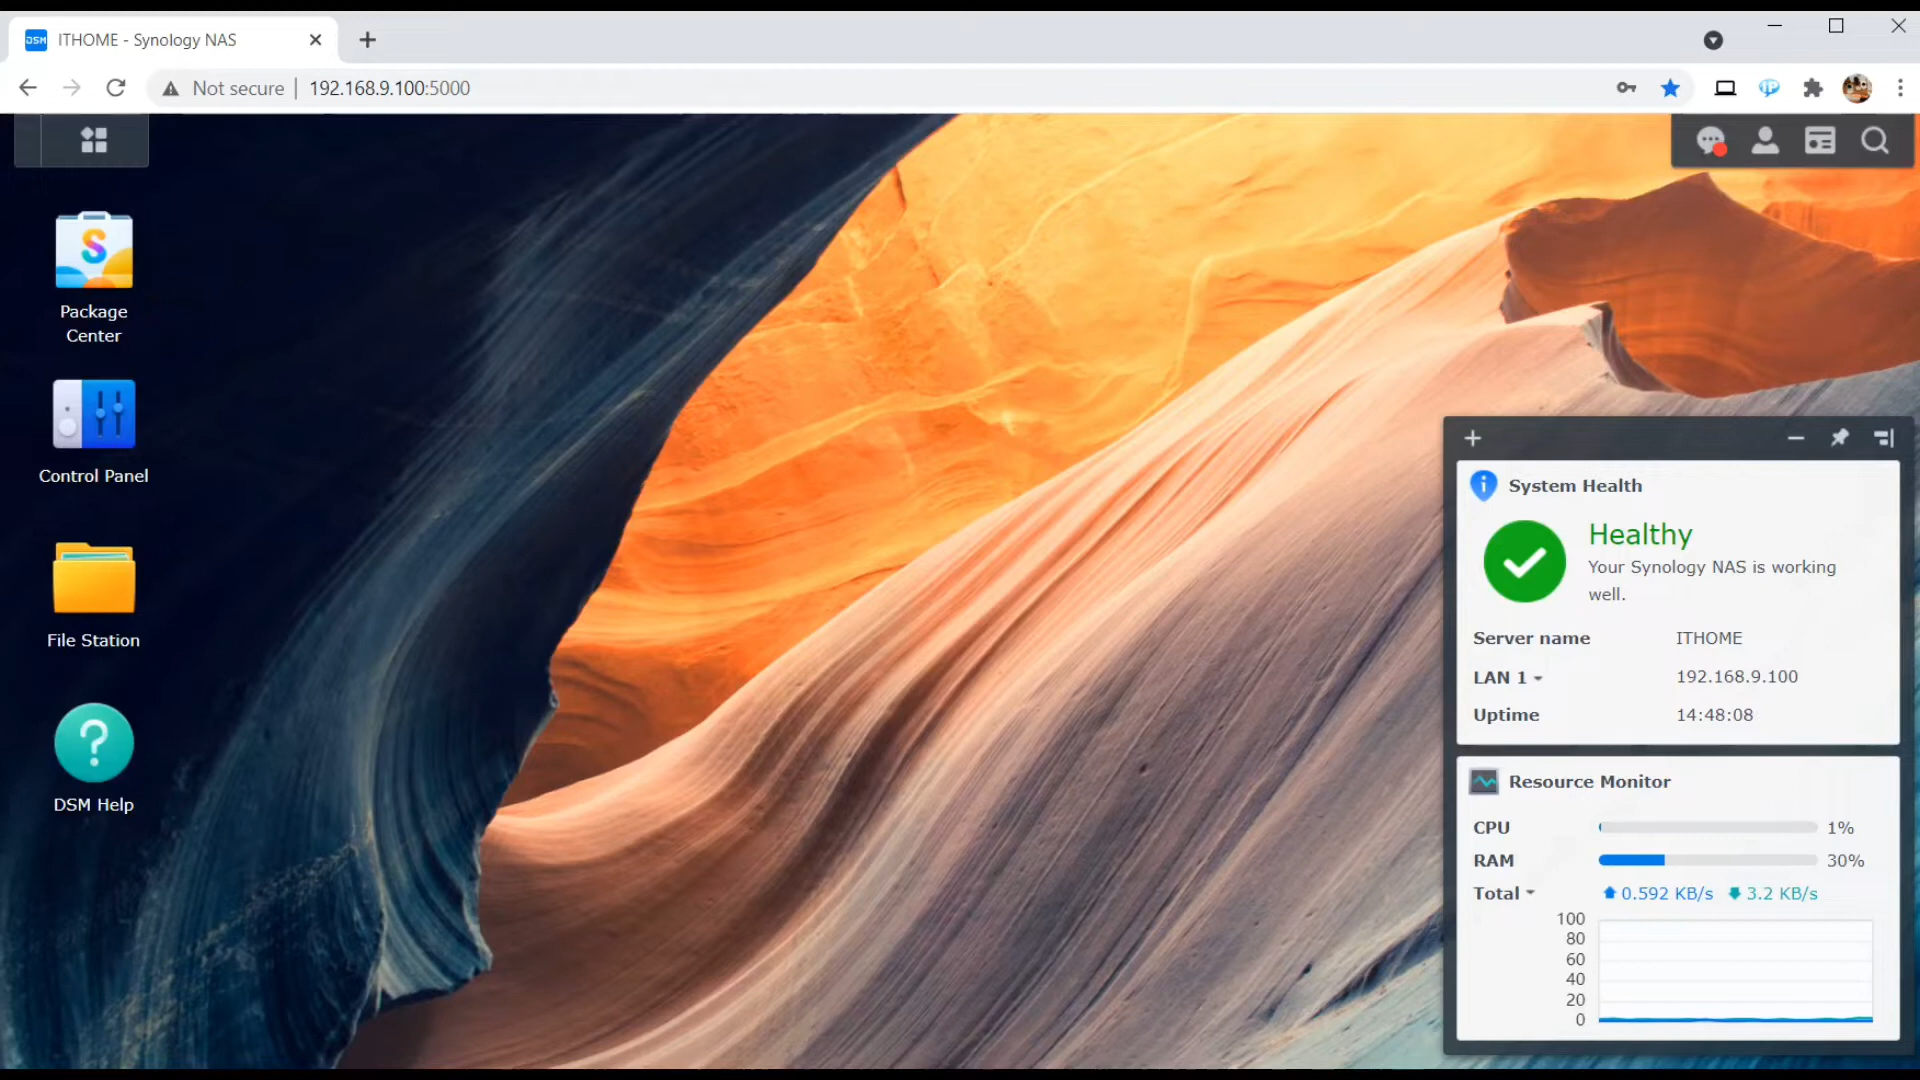 DSM
ITHOME - Synology NAS
Not secure
192.168.9.100:5000
S
Package
Center
Control Panel
File Station
?
DSM Help
System Health
Healthy
Your Synology NAS is working
well.
Server name ITHOME
LAN 1 192.168.9.100
Uptime 14:48:08
Resource Monitor
CPU 1%
RAM 30%
Total 0.592 KB/s 3.2 KB/s
100
80
60
40
20
0